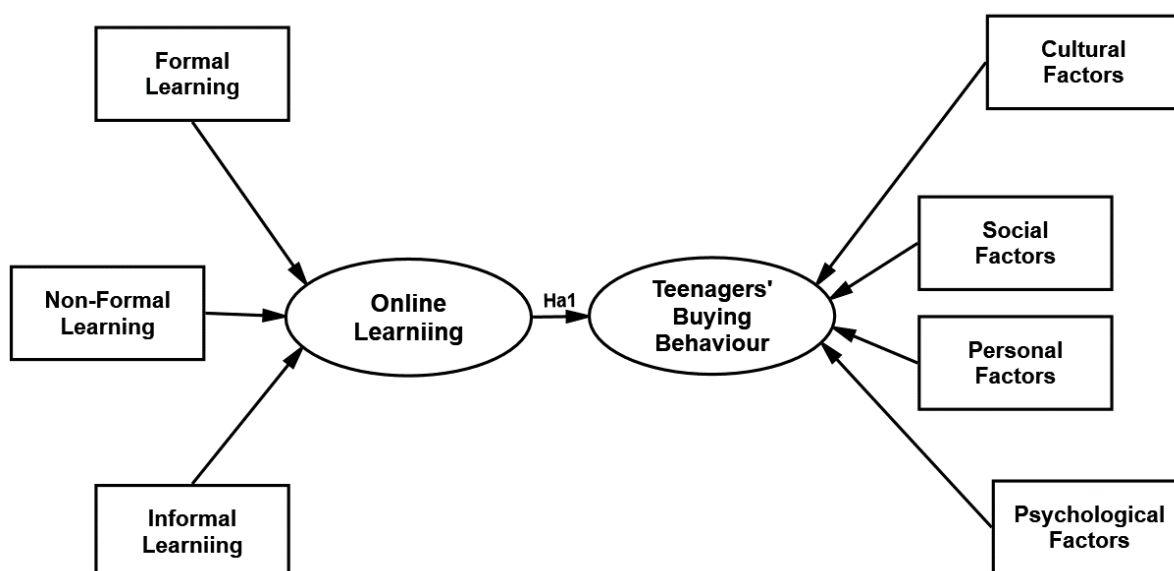 Formal
Learning
Non-Formal
Learning
Informal
Learniing
Online
Learniing
Ha1
Teenagers'
Buying
Behaviour
Cultural
Factors
Social
Factors
Personal
Factors
Psychological
Factors